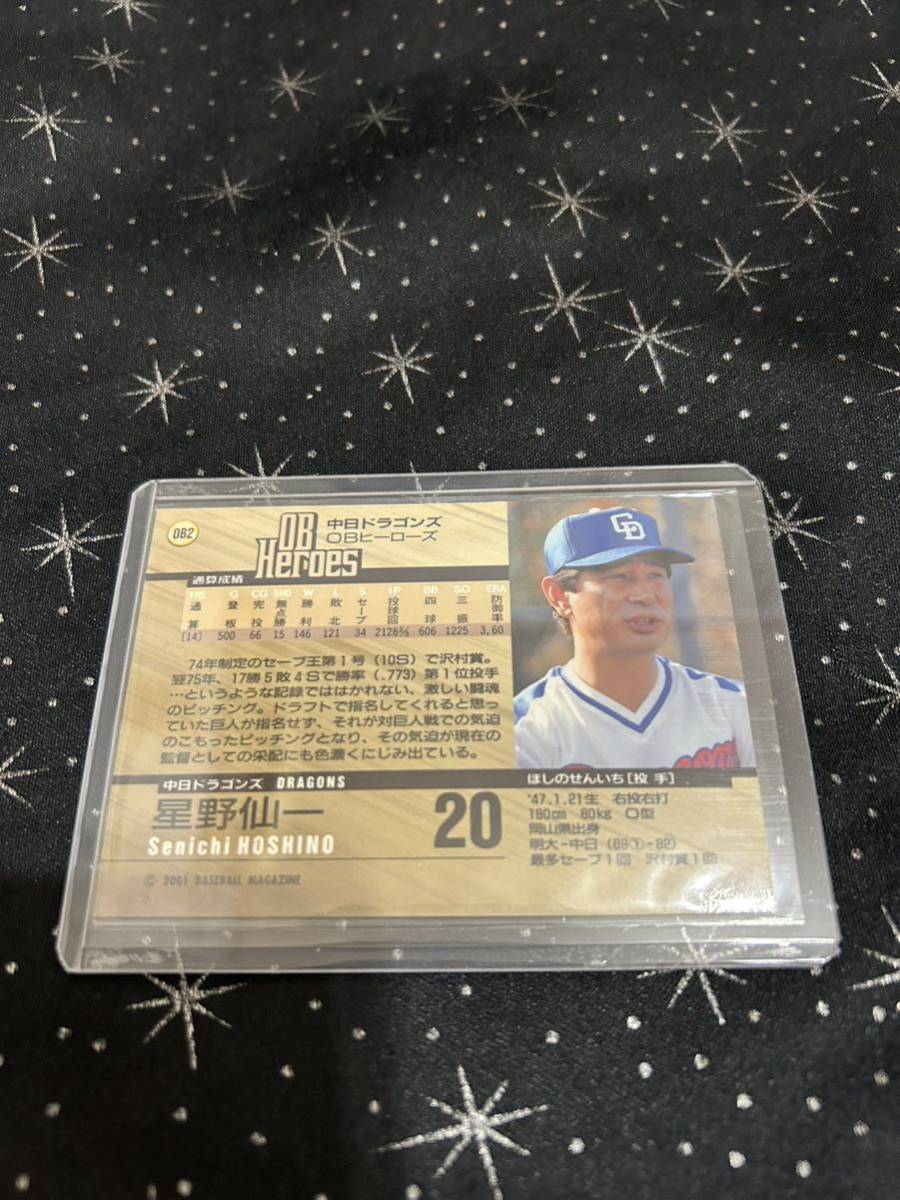 OB2
OB
Heroes
中日ドラゴンズ
OBヒーローズ
通算成績
YRS G CG SHO W L S IP BB SO ERA
通算 登板 完投 無点勝 勝利 敗北 セーブ 投球回 四球 三振 防御率
(14) 500 66 15 146 121 34 2128⅔ 606 1225 3.60
74年制定のセーブ王第1号(10S)で沢村賞。
翌75年、17勝5敗4Sで勝率(.773)第1位投手
…というような記録でははかれない、激しい闘魂
のピッチング。ドラフトで指名してくれると思っ
ていた巨人が指名せず、それが対巨人戦での気迫
のこもったピッチングとなり、その気迫が現在の
監督としての采配にも色濃くにじみ出ている。
中日ドラゴンズ DRAGONS
星野仙一
Senichi HOSHINO
20
© 2001 BASEBALL MAGAZINE
CD
ほしのせんいち[投 手]
'47.1.21生 右投右打
180cm 80kg O型
岡山県出身
明大-中日(69①-82)
最多セーブ1回 沢村賞1回